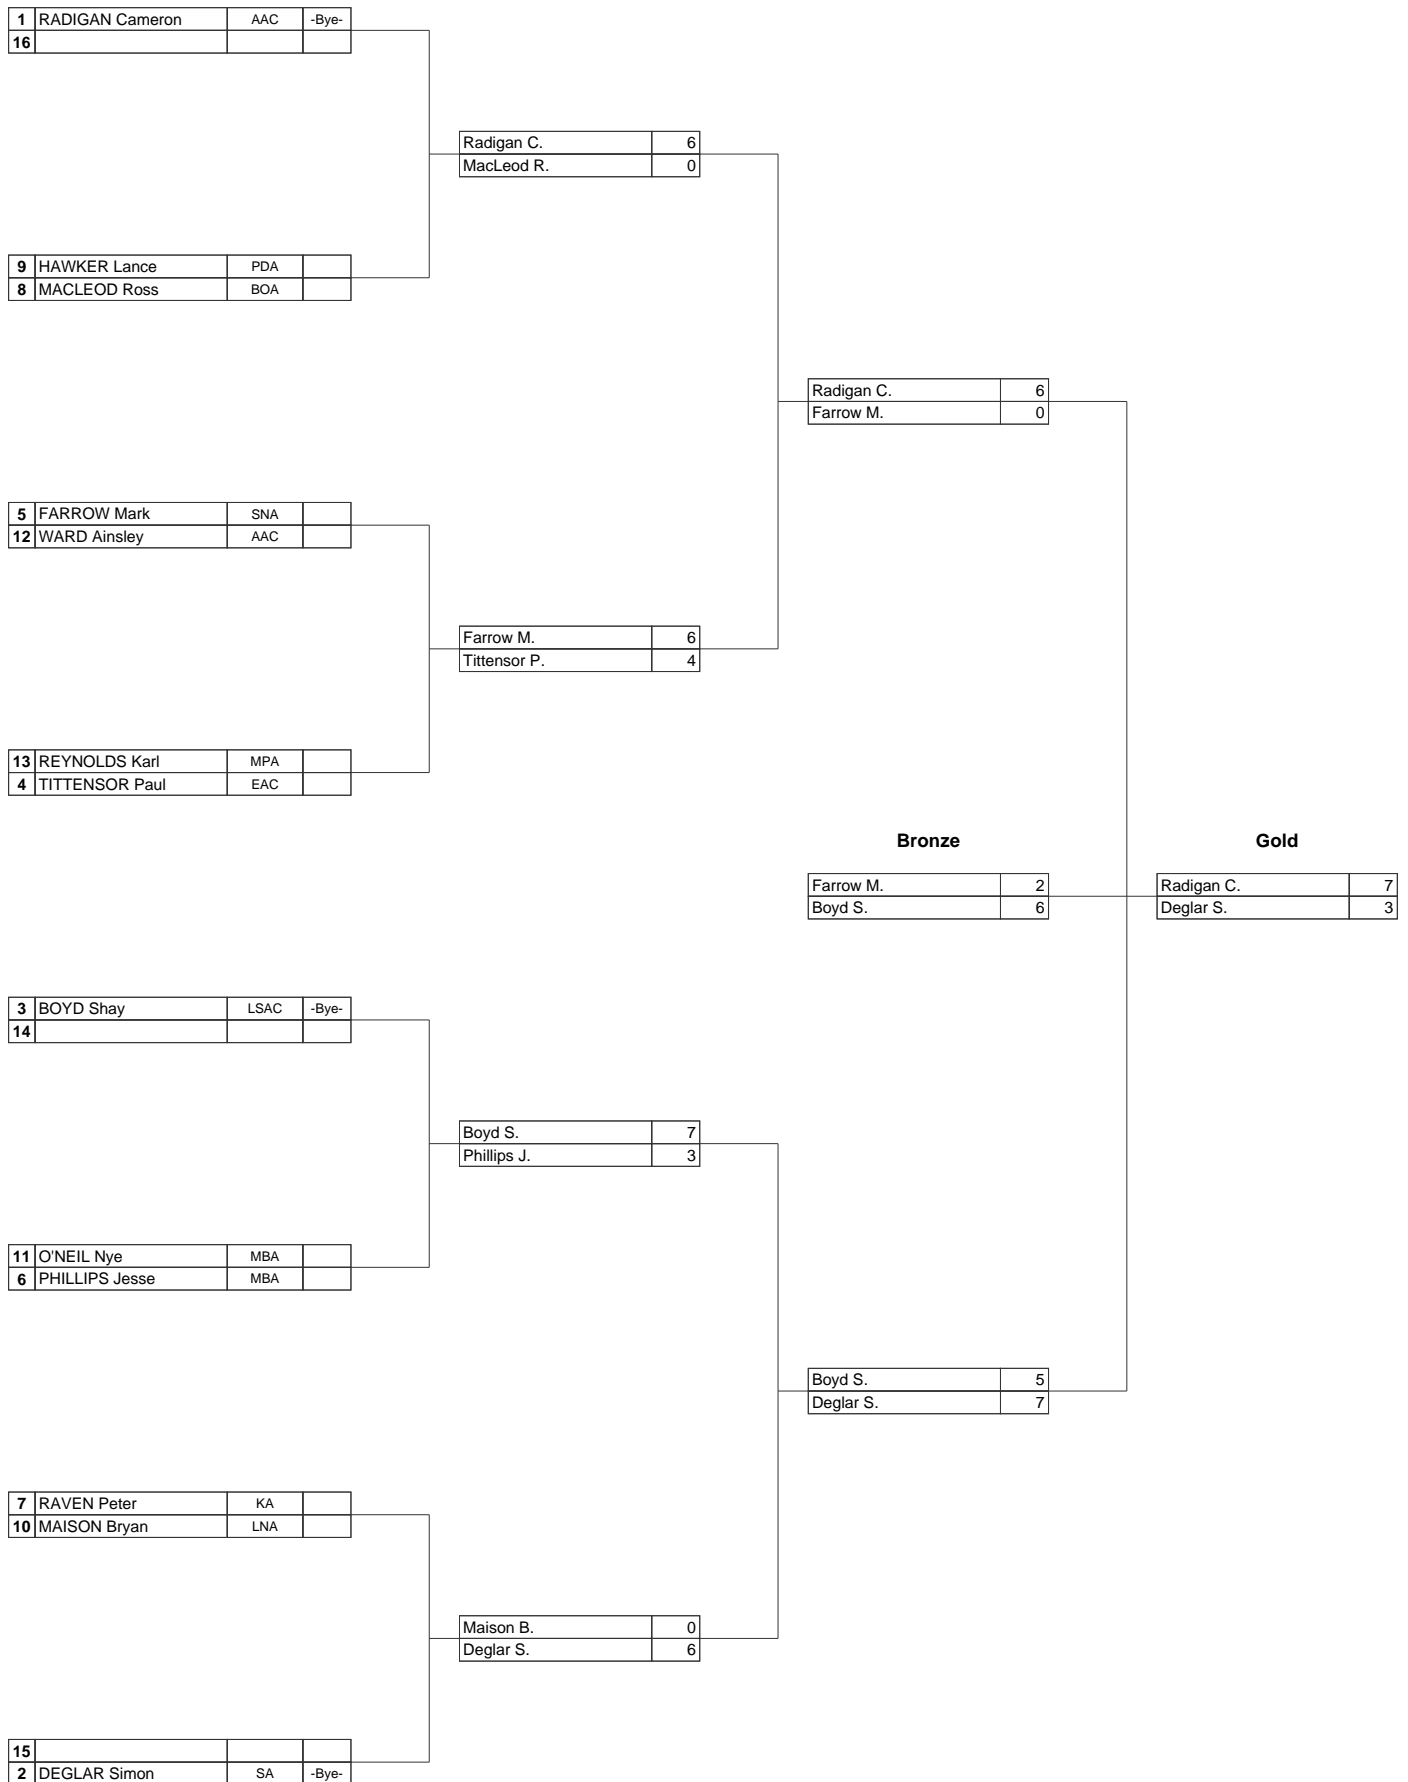 1 RADIGAN Cameron AAC -Bye-
16
Radigan C. 6
MacLeod R. 0
9 HAWKER Lance PDA
8 MACLEOD Ross BOA
Radigan C. 6
Farrow M. 0
5 FARROW Mark SNA
12 WARD Ainsley AAC
Farrow M. 6
Tittensor P. 4
13 REYNOLDS Karl MPA
4 TITTENSOR Paul EAC
Bronze Gold
Farrow M. 2 Radigan C. 7
Boyd S. 6 Deglar S. 3
3 BOYD Shay LSAC -Bye-
14
Boyd S. 7
Phillips J. 3
11 O'NEIL Nye MBA
6 PHILLIPS Jesse MBA
Boyd S. 5
Deglar S. 7
7 RAVEN Peter KA
10 MAISON Bryan LNA
Maison B. 0
Deglar S. 6
15
2 DEGLAR Simon SA -Bye-